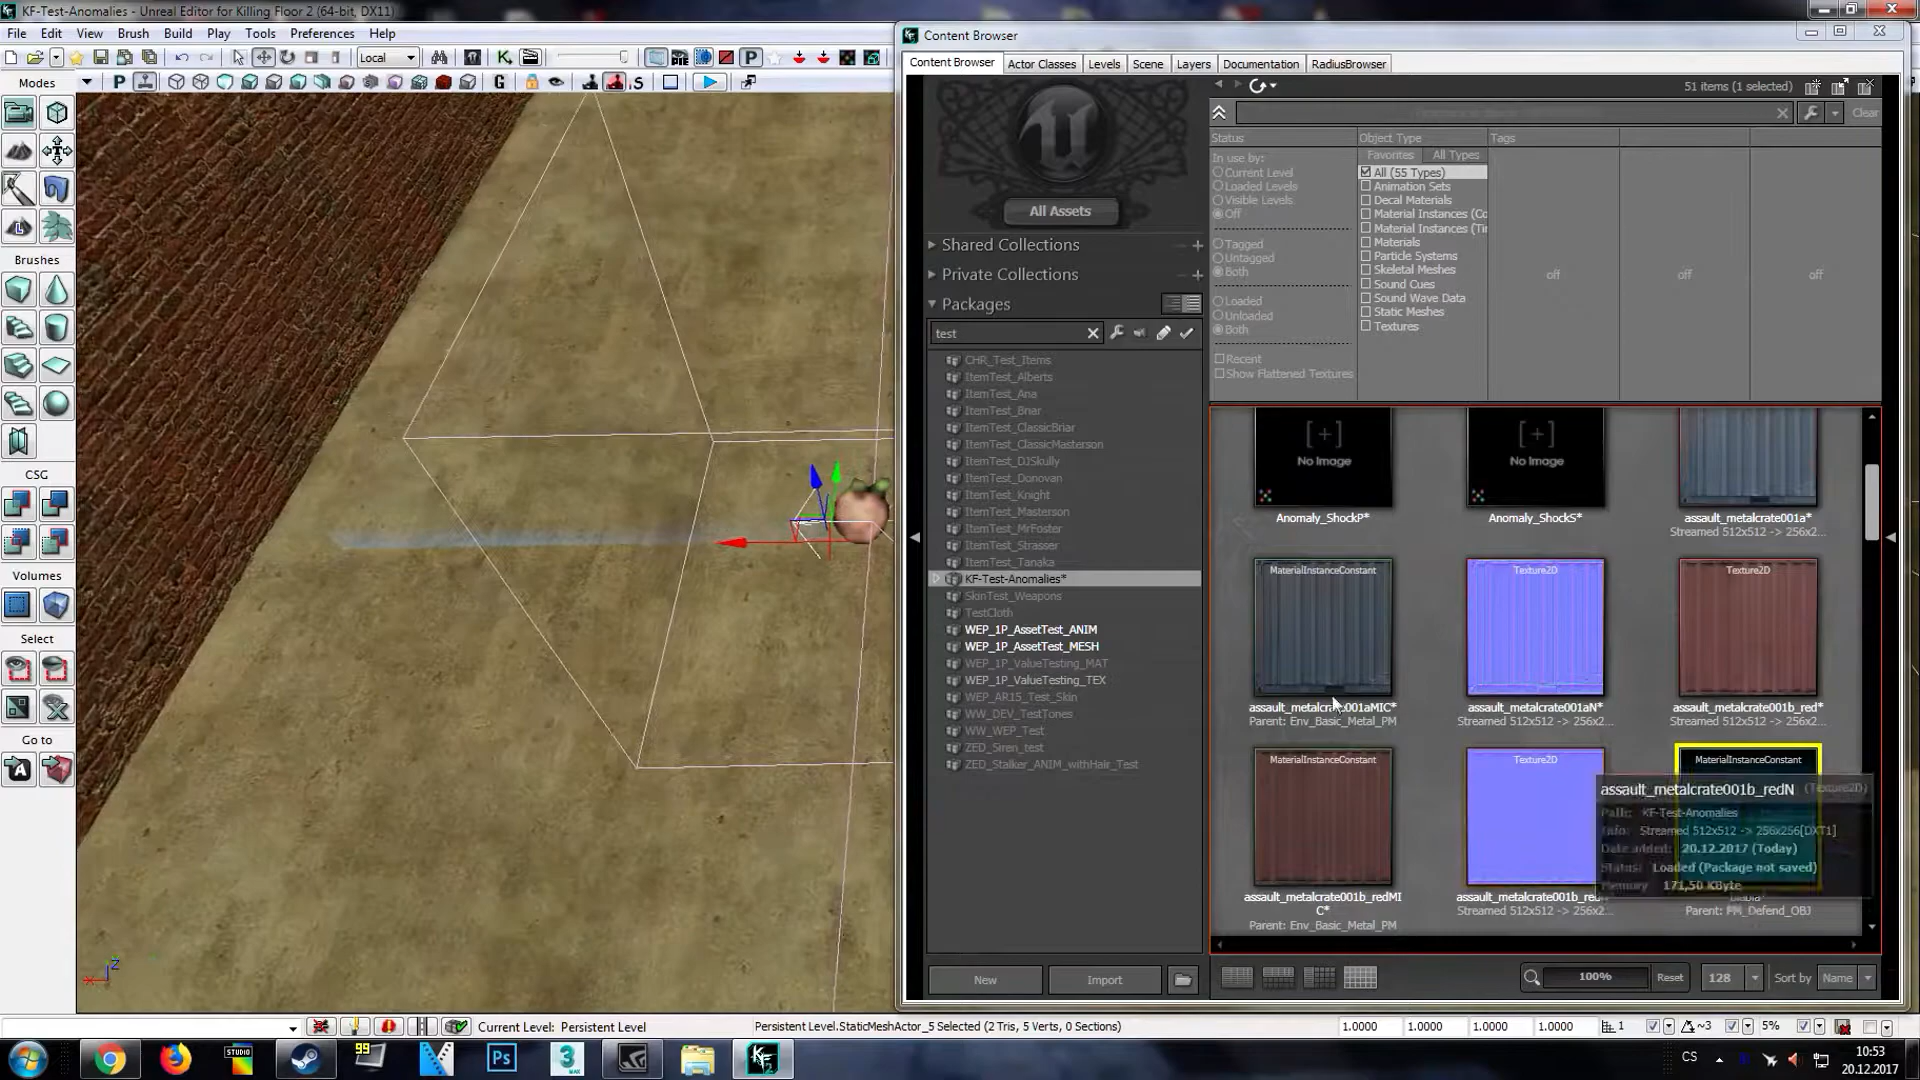 KF-Test-Anomalies - Unreal Editor for Killing Floor 2 (64-bit, DX11)
File Edit View Brush Build Play Tools Preferences Help
Local
Modes
Brushes
CSG
Volumes
Select
Go to
Content Browser
Content Browser Actor Classes Levels Scene Layers Documentation RadiusBrowser
51 items (1 selected)
Clear
All Assets
Shared Collections
Private Collections
Packages
test
CHR_Test_Items
ItemTest_Alberts
ItemTest_Ana
ItemTest_Briar
ItemTest_ClassicBriar
ItemTest_ClassicMasterson
ItemTest_DJSkully
ItemTest_Donovan
ItemTest_Knight
ItemTest_Masterson
ItemTest_MrFoster
ItemTest_Strasser
ItemTest_Tanaka
KF-Test-Anomalies*
SkinTest_Weapons
TestCloth
WEP_1P_AssetTest_ANIM
WEP_1P_AssetTest_MESH
WEP_1P_ValueTesting_MAT
WEP_1P_ValueTesting_TEX
WEP_AR15_Test_Skin
WW_DEV_TestTones
WW_WEP_Test
ZED_Siren_test
ZED_Stalker_ANIM_withHair_Test
New Import
Status
In use by:
Current Level
Loaded Levels
Visible Levels
Off
Tagged
Untagged
Both
Loaded
Unloaded
Both
Recent
Show Flattened Textures
Object Type
Favorites All Types
All (55 Types)
Animation Sets
Decal Materials
Material Instances (Co
Material Instances (Tir
Materials
Particle Systems
Skeletal Meshes
Sound Cues
Sound Wave Data
Static Meshes
Textures
Tags
off off off
[+] [+]
No Image No Image
Anomaly_ShockP* Anomaly_ShockS* assault_metalcrate001a*
Streamed 512x512 -> 256x2...
MaterialInstanceConstant Texture2D Texture2D
assault_metalcrate001aMIC* assault_metalcrate001aN* assault_metalcrate001b_red*
Parent: Env_Basic_Metal_PM Streamed 512x512 -> 256x2... Streamed 512x512 -> 256x2...
MaterialInstanceConstant Texture2D MaterialInstanceConstant
assault_metalcrate001b_redN (Texture2D)
Path: KF-Test-Anomalies
Info: Streamed 512x512 -> 256x256[DXT1]
Date added: 20.12.2017 (Today)
Status: Loaded (Package not saved)
Memory 171,50 KByte
assault_metalcrate001b_redMI
C*
Parent: Env_Basic_Metal_PM
Streamed 512x512 -> 256x2...
Parent: PM_Defend_OBJ
100% Reset 128 Sort by Name
Current Level: Persistent Level
Persistent Level.StaticMeshActor_5 Selected (2 Tris, 5 Verts, 0 Sections)
1.0000 1.0000 1.0000 1.0000 1 ~3 5%
STUDIO 99 Ps 3
CS 10:53
20.12.2017